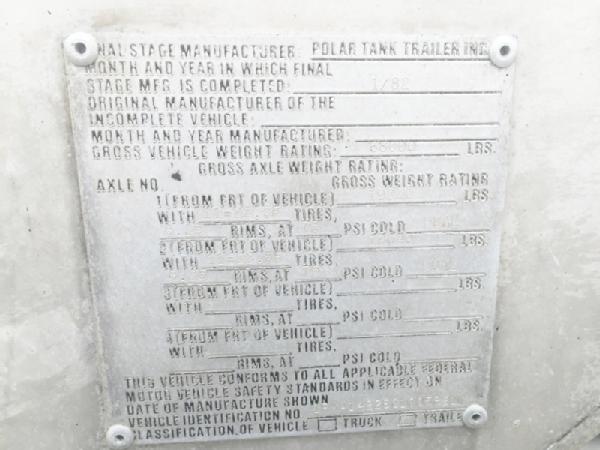 NAL STAGE MANUFACTURER: POLAR TANK TRAILER INC
MONTH AND YEAR IN WHICH FINAL
STAGE MFG. IS COMPLETED: 1/82
ORIGINAL MANUFACTURER OF THE
INCOMPLETE VEHICLE:
MONTH AND YEAR MANUFACTURED:
GROSS VEHICLE WEIGHT RATING: LBS.
GROSS AXLE WEIGHT RATING:
AXLE NO. GROSS WEIGHT RATING
1(FROM FRT OF VEHICLE) LBS
WITH TIRES,
RIMS, AT PSI COLD
2(FROM FRT OF VEHICLE) LBS.
WITH TIRES
RIMS, AT PSI COLD
3(FROM FRT OF VEHICLE) LBS
WITH TIRES,
RIMS, AT PSI COLD
4(FROM FRT OF VEHICLE) LBS.
WITH TIRES,
RIMS, AT PSI COLD
THIS VEHICLE CONFORMS TO ALL APPLICABLE FEDERAL
MOTOR VEHICLE SAFETY STANDARDS IN EFFECT ON
DATE OF MANUFACTURE SHOWN
VEHICLE IDENTIFICATION NO
CLASSIFICATION OF VEHICLE TRUCK TRAILE